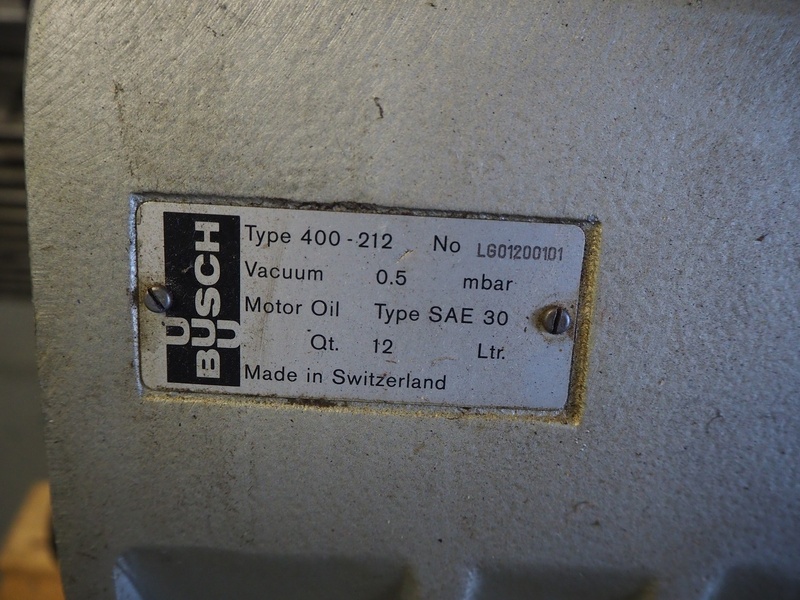 BUSCH
Type 400-212 No LG01200101
Vacuum 0.5 mbar
Motor Oil Type SAE 30
Qt. 12 Ltr.
Made in Switzerland